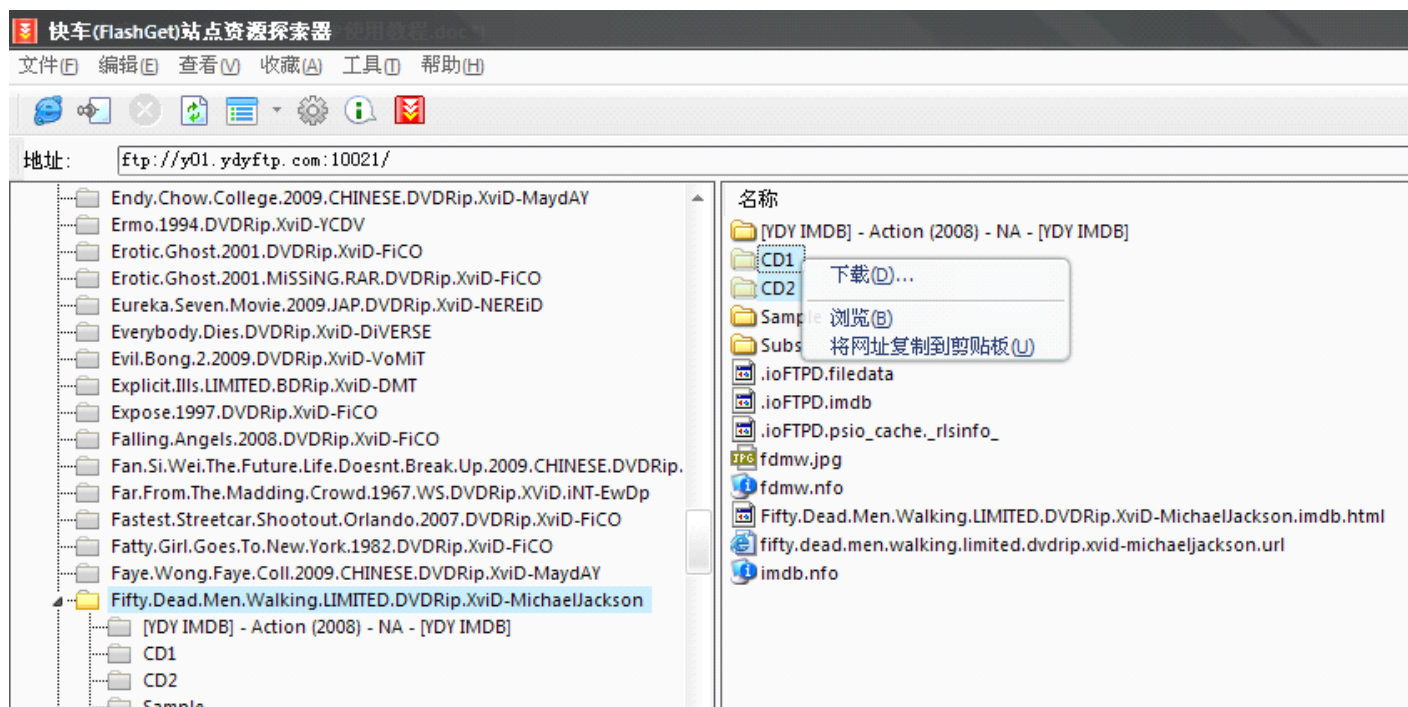 快车(FlashGet)站点资源探索器
文件(F) 编辑(E) 查看(V) 收藏(A) 工具(T) 帮助(H)
地址: ftp://y01.ydyftp.com:10021/
Endy.Chow.College.2009.CHINESE.DVDRip.XviD-MaydAY
Ermo.1994.DVDRip.XviD-YCDV
Erotic.Ghost.2001.DVDRip.XviD-FiCO
Erotic.Ghost.2001.MiSSiNG.RAR.DVDRip.XviD-FiCO
Eureka.Seven.Movie.2009.JAP.DVDRip.XviD-NEREiD
Everybody.Dies.DVDRip.XviD-DiVERSE
Evil.Bong.2.2009.DVDRip.XviD-VoMiT
Explicit.Ills.LIMITED.BDRip.XviD-DMT
Expose.1997.DVDRip.XviD-FiCO
Falling.Angels.2008.DVDRip.XviD-FiCO
Fan.Si.Wei.The.Future.Life.Doesnt.Break.Up.2009.CHINESE.DVDRip.
Far.From.The.Madding.Crowd.1967.WS.DVDRip.XViD.iNT-EwDp
Fastest.Streetcar.Shootout.Orlando.2007.DVDRip.XviD-FiCO
Fatty.Girl.Goes.To.New.York.1982.DVDRip.XviD-FiCO
Faye.Wong.Faye.Coll.2009.CHINESE.DVDRip.XviD-MaydAY
Fifty.Dead.Men.Walking.LIMITED.DVDRip.XviD-MichaelJackson
[YDY IMDB] - Action (2008) - NA - [YDY IMDB]
CD1
CD2
Sample
名称
[YDY IMDB] - Action (2008) - NA - [YDY IMDB]
CD1
CD2
Sample
Subs
下载(D)...
浏览(B)
将网址复制到剪贴板(U)
.ioFTPD.filedata
.ioFTPD.imdb
.ioFTPD.psio_cache._rlsinfo_
fdmw.jpg
fdmw.nfo
Fifty.Dead.Men.Walking.LIMITED.DVDRip.XviD-MichaelJackson.imdb.html
fifty.dead.men.walking.limited.dvdrip.xvid-michaeljackson.url
imdb.nfo